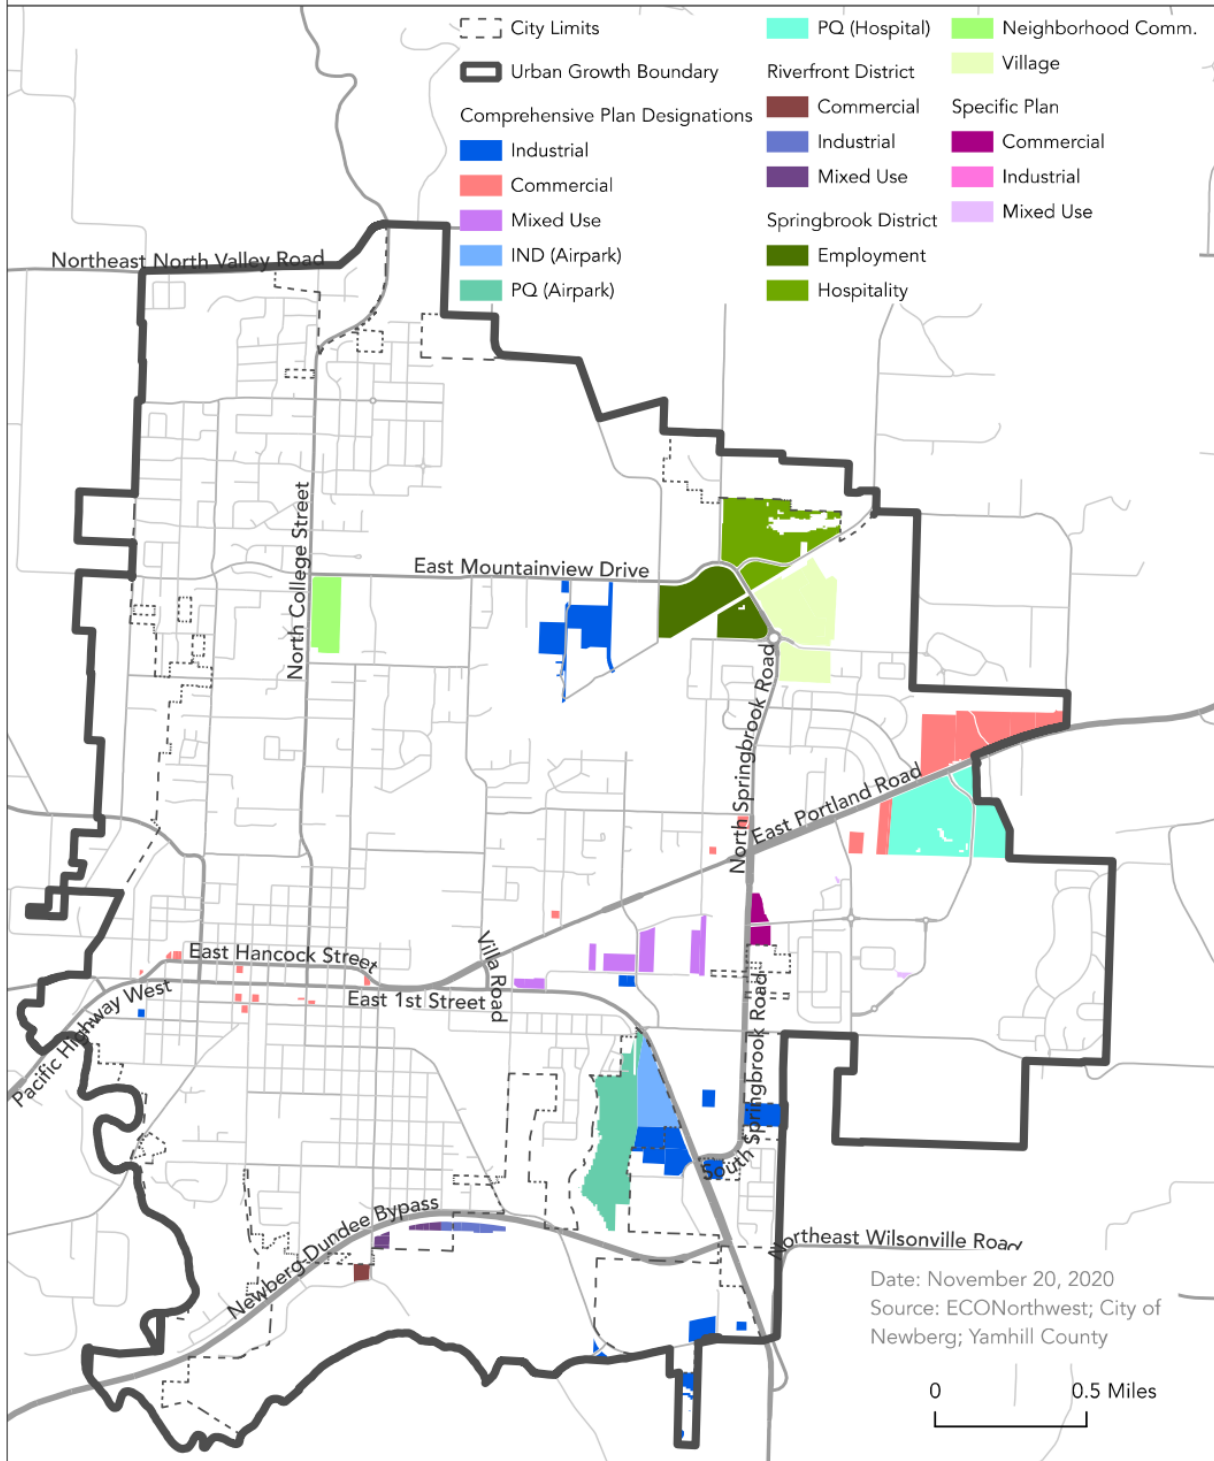 City Limits
Urban Growth Boundary
Comprehensive Plan Designations
Industrial
Commercial
Mixed Use
IND (Airpark)
PQ (Airpark)
PQ (Hospital)
Riverfront District
Commercial
Industrial
Mixed Use
Springbrook District
Employment
Hospitality
Neighborhood Comm.
Village
Specific Plan
Commercial
Industrial
Mixed Use
Northeast North Valley Road
North College Street
East Mountainview Drive
North Springbrook Road
East Portland Road
East Hancock Street
Villa Road
East 1st Street
Pacific Highway West
South Springbrook Road
Newberg-Dundee Bypass
Northeast Wilsonville Road
Date: November 20, 2020
Source: ECONorthwest; City of
Newberg; Yamhill County
0 0.5 Miles